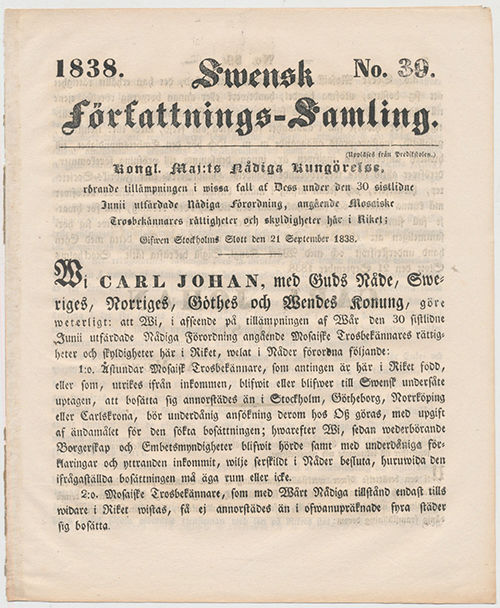 1838.
No. 39.
Swensk
Författnings-Samling.
(Uppläses från Predikstolen.)
Kongl. Maj:ts Nådiga Kungörelse,
rörande tillämpningen i wissa fall af Dess under den 30 sistlidne
Junii utfärdade Nådiga Förordning, angående Mosaiske
Trosbekännares rättigheter och skyldigheter här i Riket;
Gifwen Stockholms Slott den 21 September 1838.
Wi CARL JOHAN, med Guds Nåde, Swe-
riges, Norriges, Göthes och Wendes Konung, göre
weterligt: att Wi, i afseende på tillämpningen af Wår den 30 sistlidne
Junii utfärdade Nådiga Förordning angående Mosaiske Trosbekännares rättig-
heter och skyldigheter här i Riket, welat i Nåder förordna följande:
1:o. Åstundar Mosaisk Trosbekännare, som antingen är här i Riket född,
eller som, utrikes ifrån inkommen, blifwit eller blifwer till Swensk undersåte
uptagen, att bosätta sig annorstädes än i Stockholm, Götheborg, Norrköping
eller Carlskrona, bör underdånig ansökning derom hos Oß göras, med upgift
af ändamålet för den sökta bosättningen; hwarefter Wi, sedan wederbörande
Borgerskap och Embetsmyndigheter blifwit hörde samt med underdåniga för-
klaringar och yttranden inkommit, wilje serskildt i Nåder besluta, huruwida den
ifrågaställda bosättningen må äga rum eller icke.
2:o. Mosaiske Trosbekännare, som med Wårt Nådiga tillstånd endast tills
widare i Riket wistas, få ej annorstädes än i ofwanupräknade fyra städer
sig bosätta.